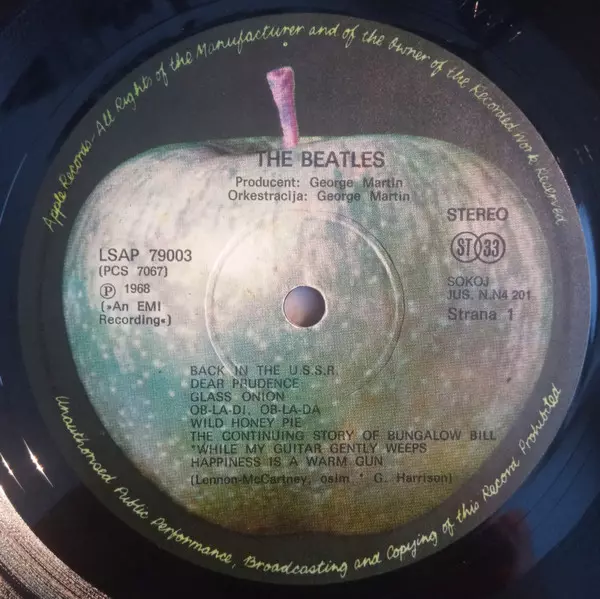 Apple Records - All Rights of the Manufacturer and of the Owner of the Recorded Work Reserved
THE BEATLES
Producent: George Martin
Orkestracija: George Martin
LSAP 79003
(PCS 7067)
Ⓟ 1968
(»An EMI
Recording«)
STEREO
ST 33
SOKOJ
JUS. N.N4 201
Strana 1
BACK IN THE U.S.S.R.
DEAR PRUDENCE
GLASS ONION
OB-LA-DI, OB-LA-DA
WILD HONEY PIE
THE CONTINUING STORY OF BUNGALOW BILL
*WHILE MY GUITAR GENTLY WEEPS
HAPPINESS IS A WARM GUN
(Lennon-McCartney, osim * G. Harrison)
Unauthorised Public Performance, Broadcasting and Copying of this Record Prohibited